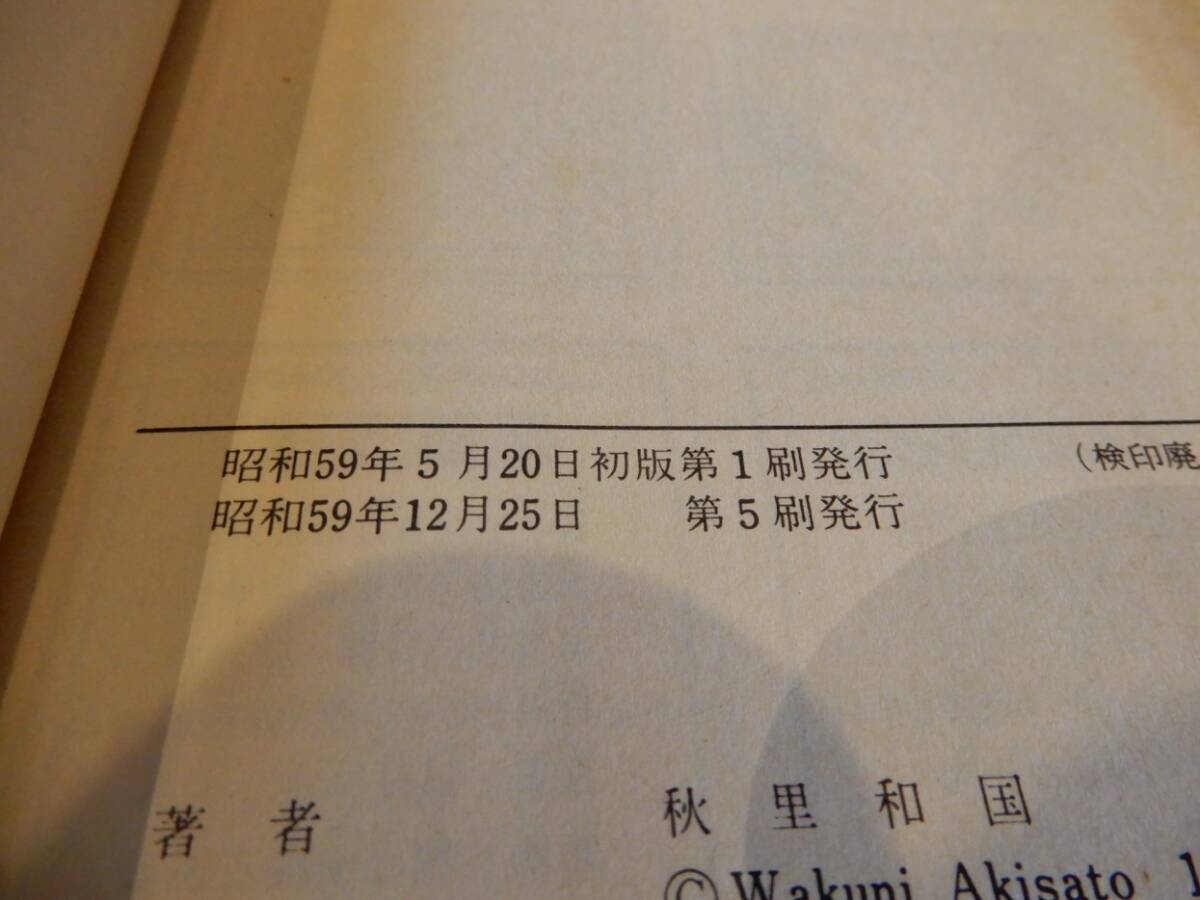 昭和59年5月20日初版第1刷発行 (検印廃
昭和59年12月25日 第5刷発行
著者 秋里和国
©Wakuni Akisato 1